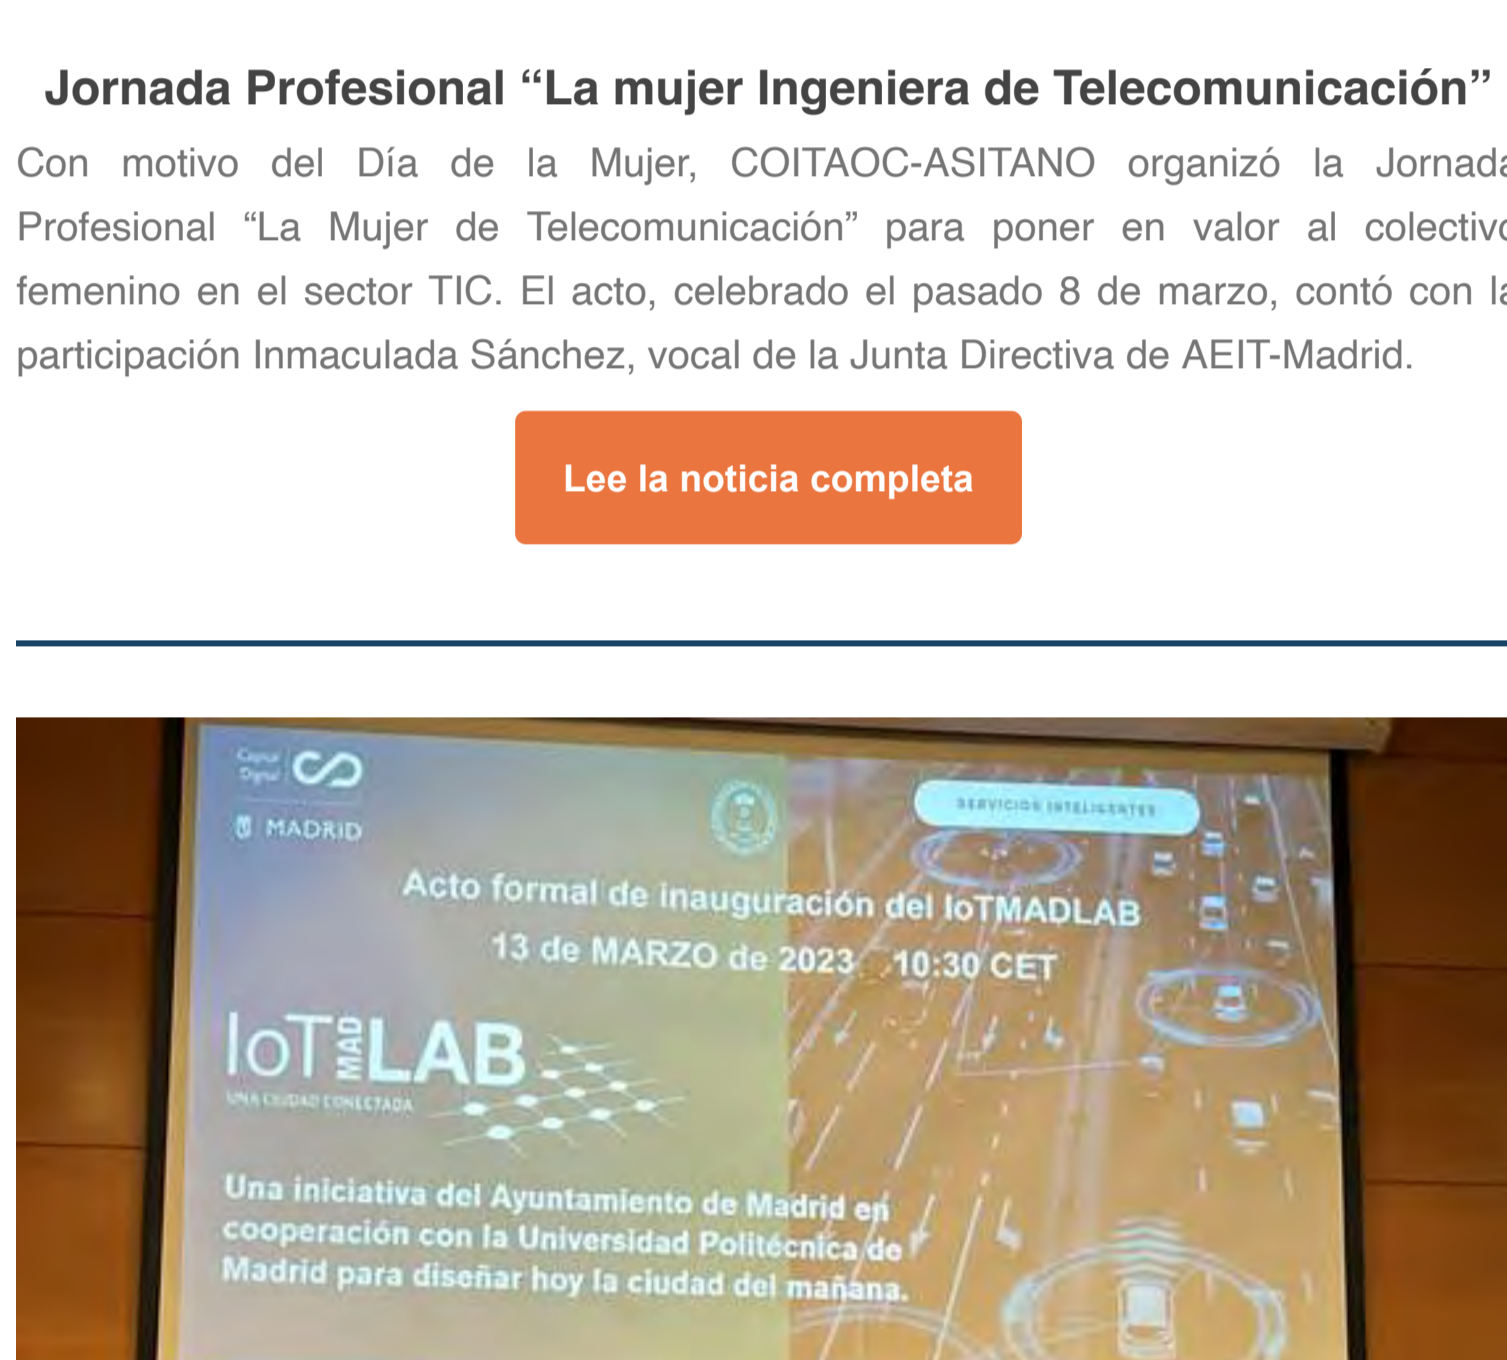 Jornada Profesional “La mujer Ingeniera de Telecomunicación”
Con motivo del Día de la Mujer, COITAOC-ASITANO organizó la Jornada
Profesional “La Mujer de Telecomunicación” para poner en valor al colectivo
femenino en el sector TIC. El acto, celebrado el pasado 8 de marzo, contó con la
participación Inmaculada Sánchez, vocal de la Junta Directiva de AEIT-Madrid.
Lee la noticia completa
Capital
Digital
MADRID
SERVICIOS INTELIGENTES
Acto formal de inauguración del IoTMADLAB
13 de MARZO de 2023 10:30 CET
IoTMADLAB
UNA CIUDAD CONECTADA
Una iniciativa del Ayuntamiento de Madrid en
cooperación con la Universidad Politécnica de
Madrid para diseñar hoy la ciudad del mañana.